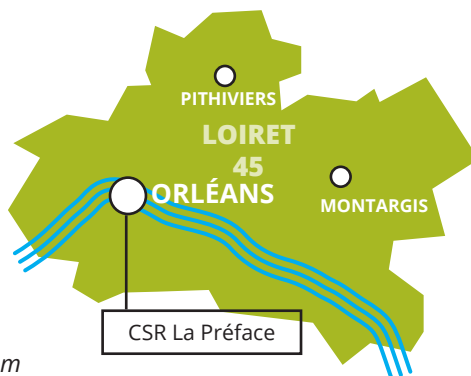 PITHIVIERS
LOIRET
45
ORLÉANS
MONTARGIS
CSR La Préface
m